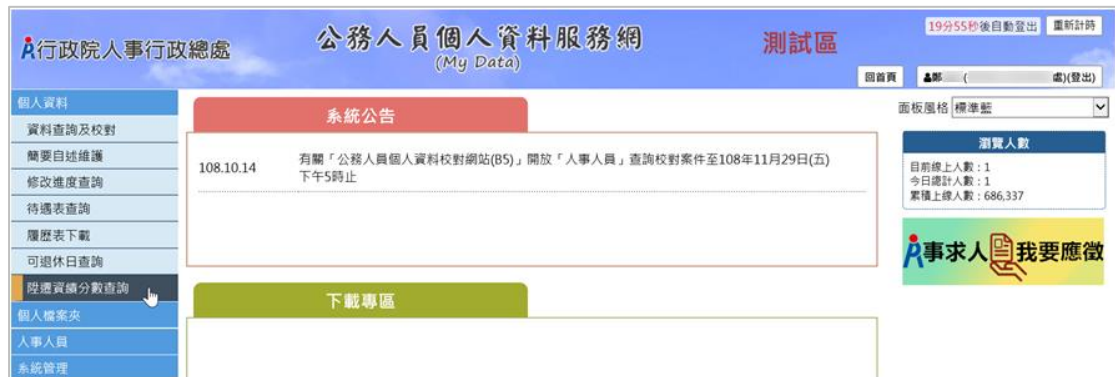 行政院人事行政總處
公務人員個人資料服務網
(My Data)
測試區
19分55秒後自動登出
重新計時
回首頁
鄭 ( 處)(登出)
個人資料
資料查詢及校對
簡要自述維護
修改進度查詢
待遇表查詢
履歷表下載
可退休日查詢
陞遷資績分數查詢
個人檔案夾
人事人員
系統管理
系統公告
108.10.14
有關「公務人員個人資料校對網站(B5)」開放「人事人員」查詢校對案件至108年11月29日(五)
下午5時止
下載專區
面板風格 標準藍
瀏覽人數
目前線上人數：1
今日總計人數：1
累積上線人數：686,337
事求人 我要應徵